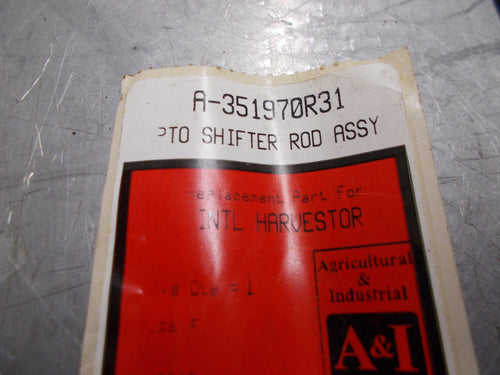 A-351970R31
PTO SHIFTER ROD ASSY
Replacement Part For
INTL HARVESTOR
Agricultural
&
Industrial
A&I